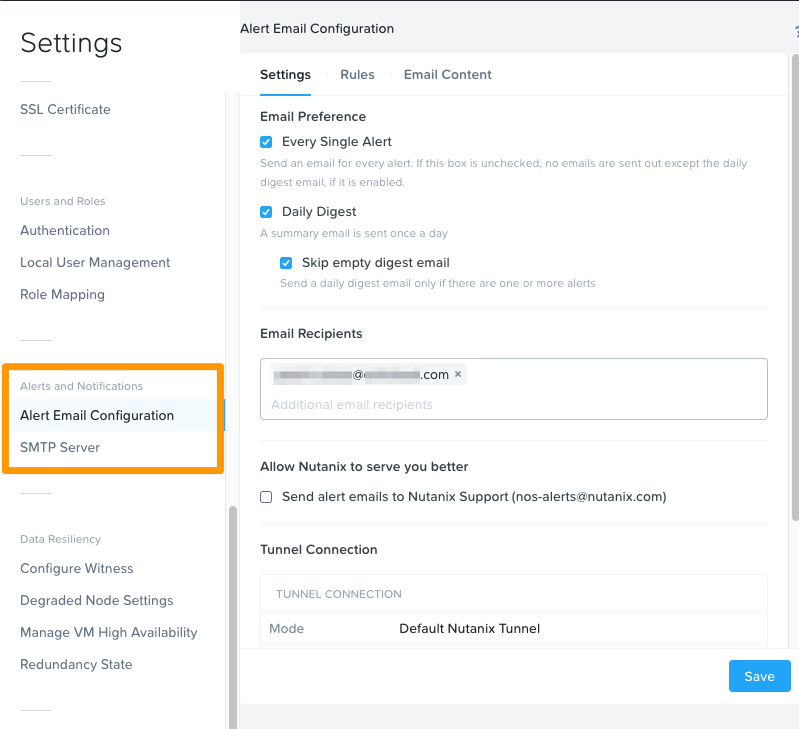 Settings
SSL Certificate
Users and Roles
Authentication
Local User Management
Role Mapping
Alerts and Notifications
Alert Email Configuration
SMTP Server
Data Resiliency
Configure Witness
Degraded Node Settings
Manage VM High Availability
Redundancy State
Alert Email Configuration
?
Settings
Rules
Email Content
Email Preference
Every Single Alert
Send an email for every alert. If this box is unchecked, no emails are sent out except the daily
digest email, if it is enabled.
Daily Digest
A summary email is sent once a day
Skip empty digest email
Send a daily digest email only if there are one or more alerts
Email Recipients
@ .com ×
Additional email recipients
Allow Nutanix to serve you better
Send alert emails to Nutanix Support (nos-alerts@nutanix.com)
Tunnel Connection
TUNNEL CONNECTION
Mode Default Nutanix Tunnel
Save